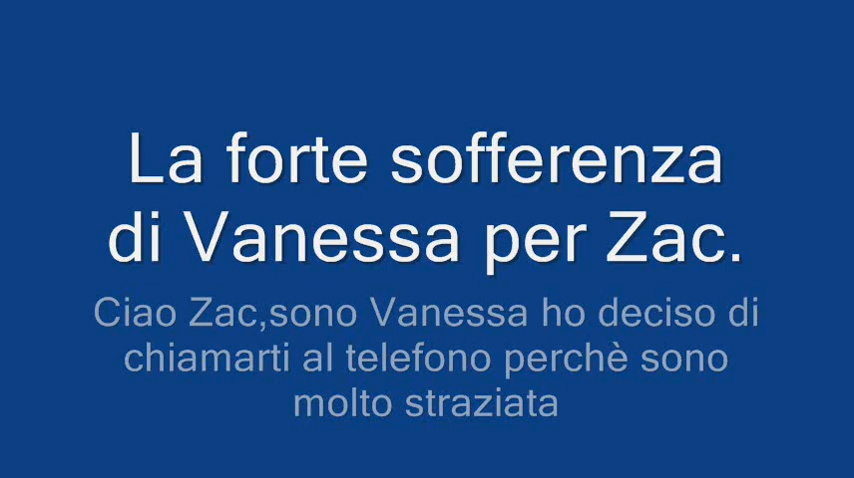 La forte sofferenza
di Vanessa per Zac.
Ciao Zac,sono Vanessa ho deciso di
chiamarti al telefono perchè sono
molto straziata